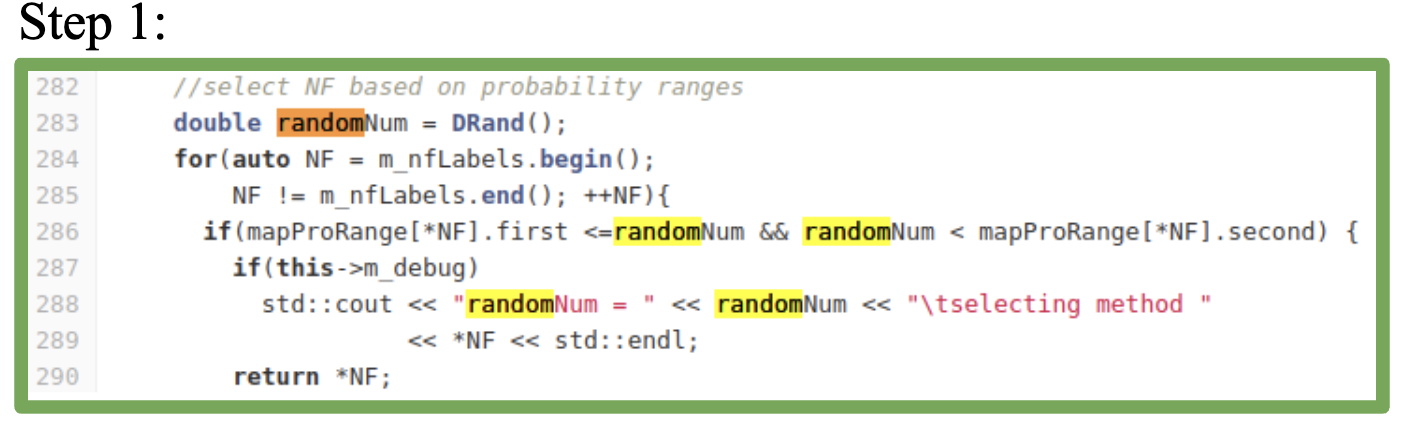 Step 1:
282 //select NF based on probability ranges
283 double randomNum = DRand();
284 for(auto NF = m_nfLabels.begin();
285 NF != m_nfLabels.end(); ++NF){
286 if(mapProRange[*NF].first <=randomNum && randomNum < mapProRange[*NF].second) {
287 if(this->m_debug)
288 std::cout << "randomNum = " << randomNum << "\tselecting method "
289 << *NF << std::endl;
290 return *NF;